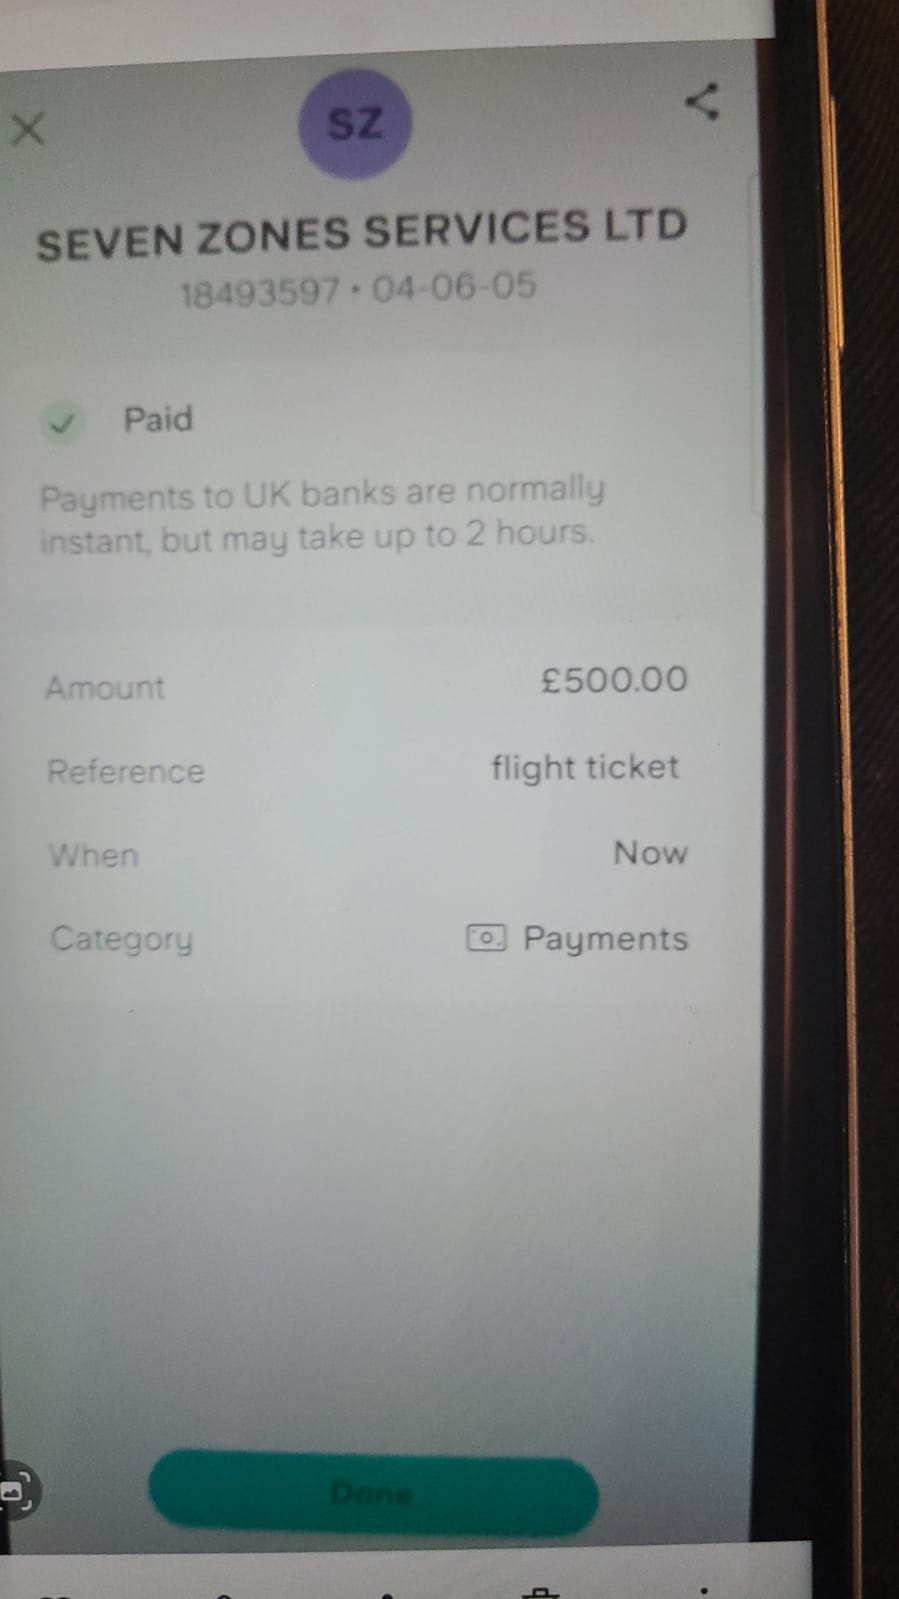 SZ
SEVEN ZONES SERVICES LTD
18493597 • 04-06-05
Paid
Payments to UK banks are normally
instant, but may take up to 2 hours.
Amount £500.00
Reference flight ticket
When Now
Category Payments
Done